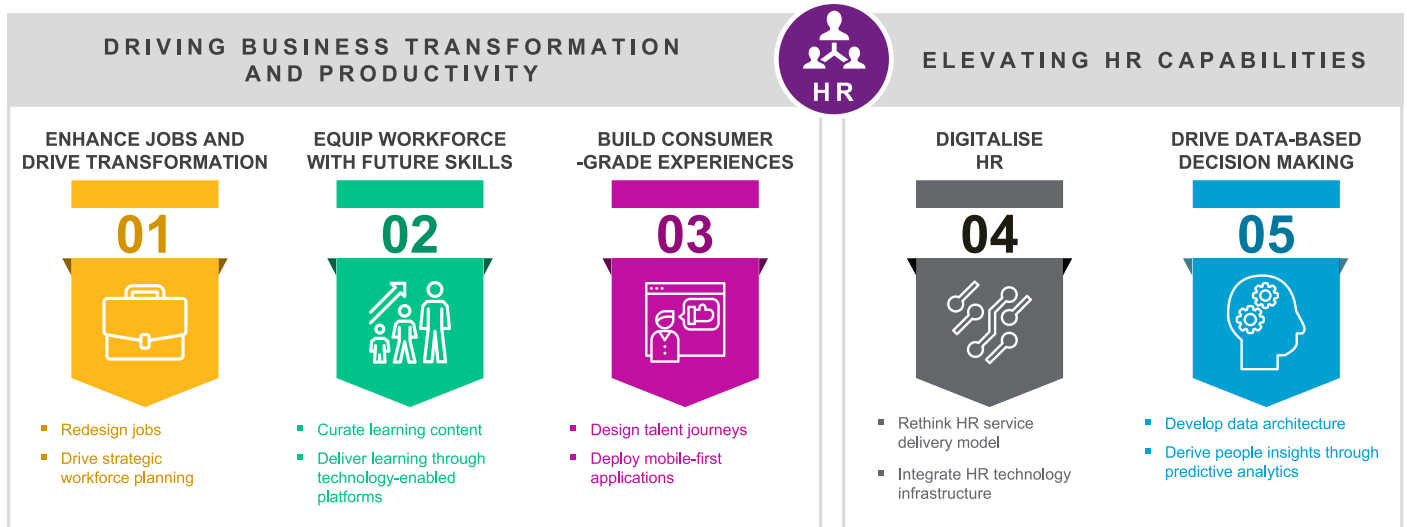 DRIVING BUSINESS TRANSFORMATION
AND PRODUCTIVITY
HR
ELEVATING HR CAPABILITIES
ENHANCE JOBS AND
DRIVE TRANSFORMATION
01
▪ Redesign jobs
▪ Drive strategic
workforce planning
EQUIP WORKFORCE
WITH FUTURE SKILLS
02
▪ Curate learning content
▪ Deliver learning through
technology-enabled
platforms
BUILD CONSUMER
-GRADE EXPERIENCES
03
▪ Design talent journeys
▪ Deploy mobile-first
applications
DIGITALISE
HR
04
▪ Rethink HR service
delivery model
▪ Integrate HR technology
infrastructure
DRIVE DATA-BASED
DECISION MAKING
05
▪ Develop data architecture
▪ Derive people insights through
predictive analytics